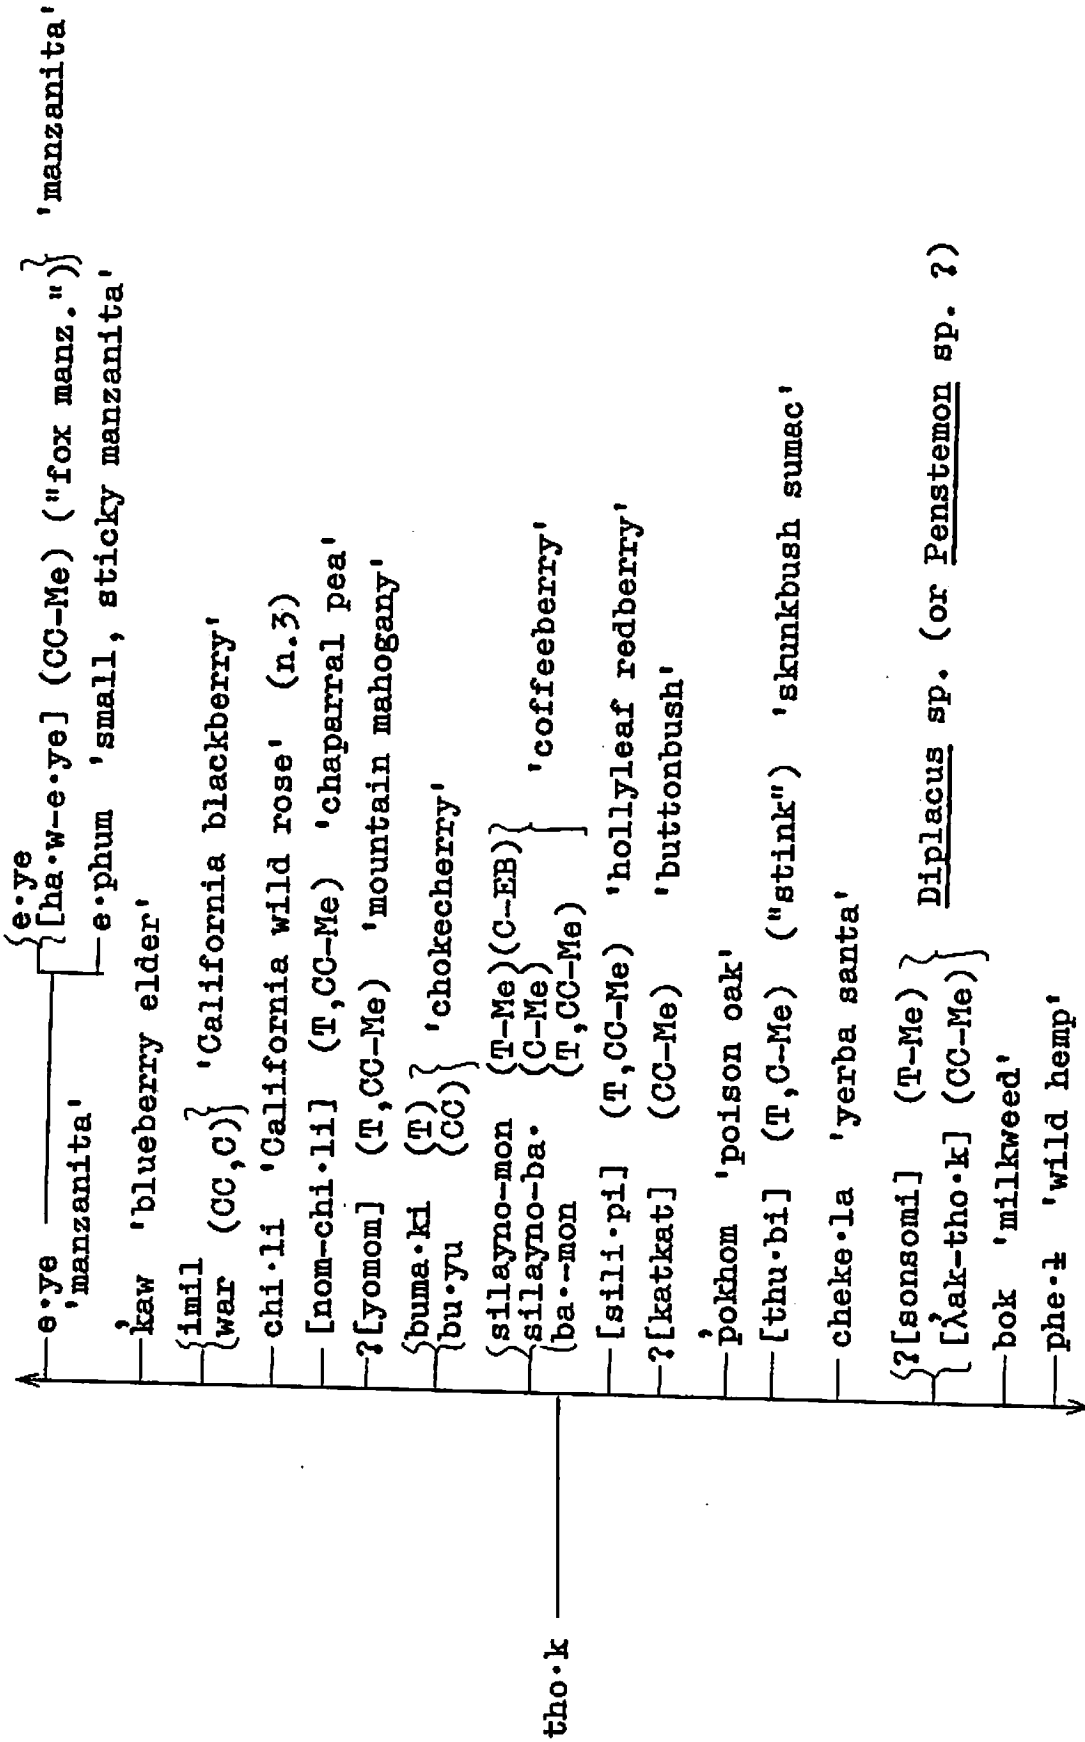 e·ye
e·ye
'manzanita'
[ha·w-e·ye] (CC-Me) ("fox manz.")
'manzanita'
e·phum 'small, sticky manzanita'
k̓aw 'blueberry elder'
imil
war (CC,C)
'California blackberry'
chi·li 'California wild rose' (n.3)
[nom-chi·li] (T,CC-Me) 'chaparral pea'
?[yomom] (T,CC-Me) 'mountain mahogany'
buma·ki (T)
bu·yu (CC)
'chokecherry'
silayno-mon (T-Me)(C-EB)
silayno-ba· (C-Me)
ba·-mon (T,CC-Me)
'coffeeberry'
[sili·pi] (T,CC-Me) 'hollyleaf redberry'
?[katkat] (CC-Me) 'buttonbush'
tho·k
p̓okhom 'poison oak'
[thu·bi] (T,C-Me) ("stink") 'skunkbush sumac'
cheke·la 'yerba santa'
?[sonsomi] (T-Me)
[ƛ̓ak-tho·k] (CC-Me)
Diplacus sp. (or Penstemon sp. ?)
bok 'milkweed'
phe·ɫ 'wild hemp'